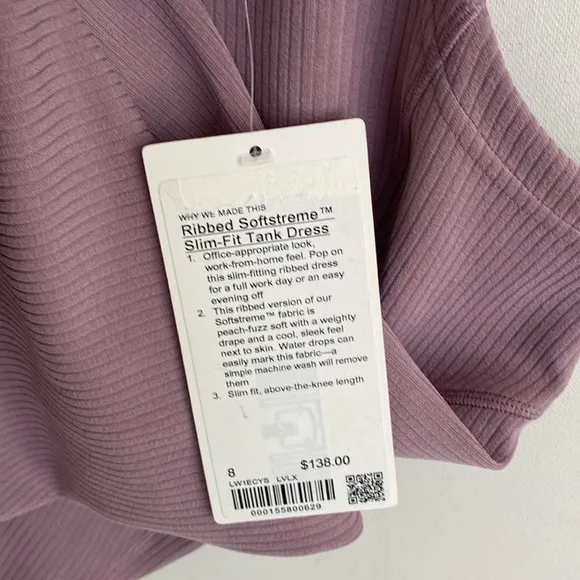 WHY WE MADE THIS
Ribbed Softstreme™
Slim-Fit Tank Dress
1. Office-appropriate look,
work-from-home feel. Pop on
this slim-fitting ribbed dress
for a full work day or an easy
evening off
2. This ribbed version of our
Softstreme™ fabric is
peach-fuzz soft with a weighty
drape and a cool, sleek feel
next to skin. Water drops can
easily mark this fabric—a
simple machine wash will remove
them
3. Slim fit, above-the-knee length
8 $138.00
LW1ECYS LVLX
000155800629